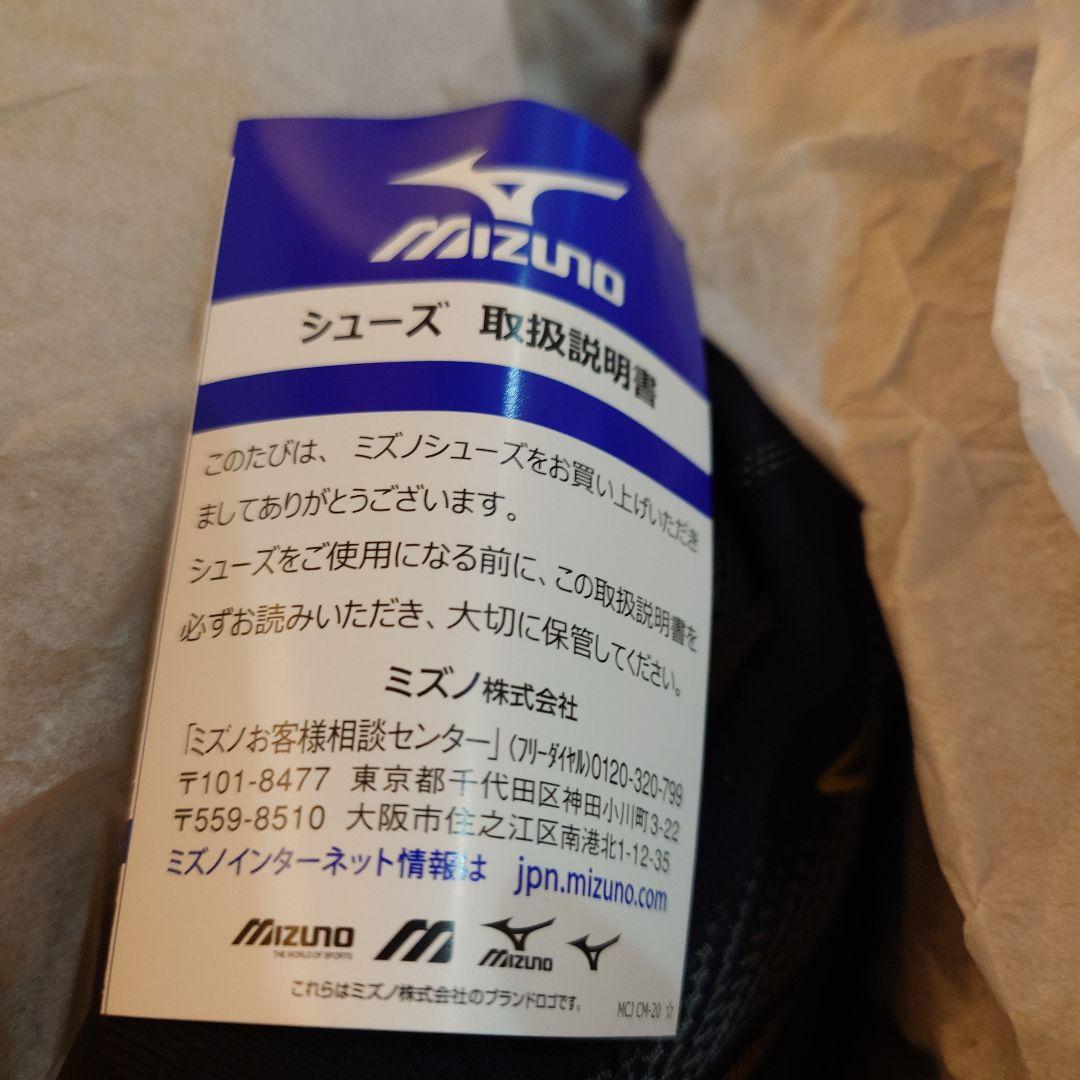 MIZUNO
シューズ 取扱説明書
このたびは、ミズノシューズをお買い上げいただき
ましてありがとうございます。
シューズをご使用になる前に、この取扱説明書を
必ずお読みいただき、大切に保管してください。
ミズノ株式会社
「ミズノお客様相談センター」(フリーダイヤル)0120-320-799
〒101-8477 東京都千代田区神田小川町3-22
〒559-8510 大阪市住之江区南港北1-12-35
ミズノインターネット情報は jpn.mizuno.com
MIZUNO
THE WORLD OF SPORTS
MIZUNO
これらはミズノ株式会社のブランドロゴです。
MCJ CM-20 ☆